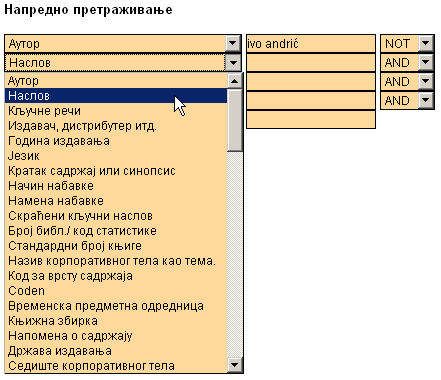 Напредно претраживање
Аутор ivo andrić NOT
Наслов AND
Аутор AND
Наслов AND
Кључне речи
Издавач, дистрибутер итд.
Година издавања
Језик
Кратак садржај или синопсис
Начин набавке
Намена набавке
Скраћени кључни наслов
Број библ./ код статистике
Стандардни број књиге
Назив корпоративног тела као тема.
Код за врсту садржаја
Coden
Временска предметна одредница
Књижна збирка
Напомена о садржају
Држава издавања
Седиште корпоративног тела